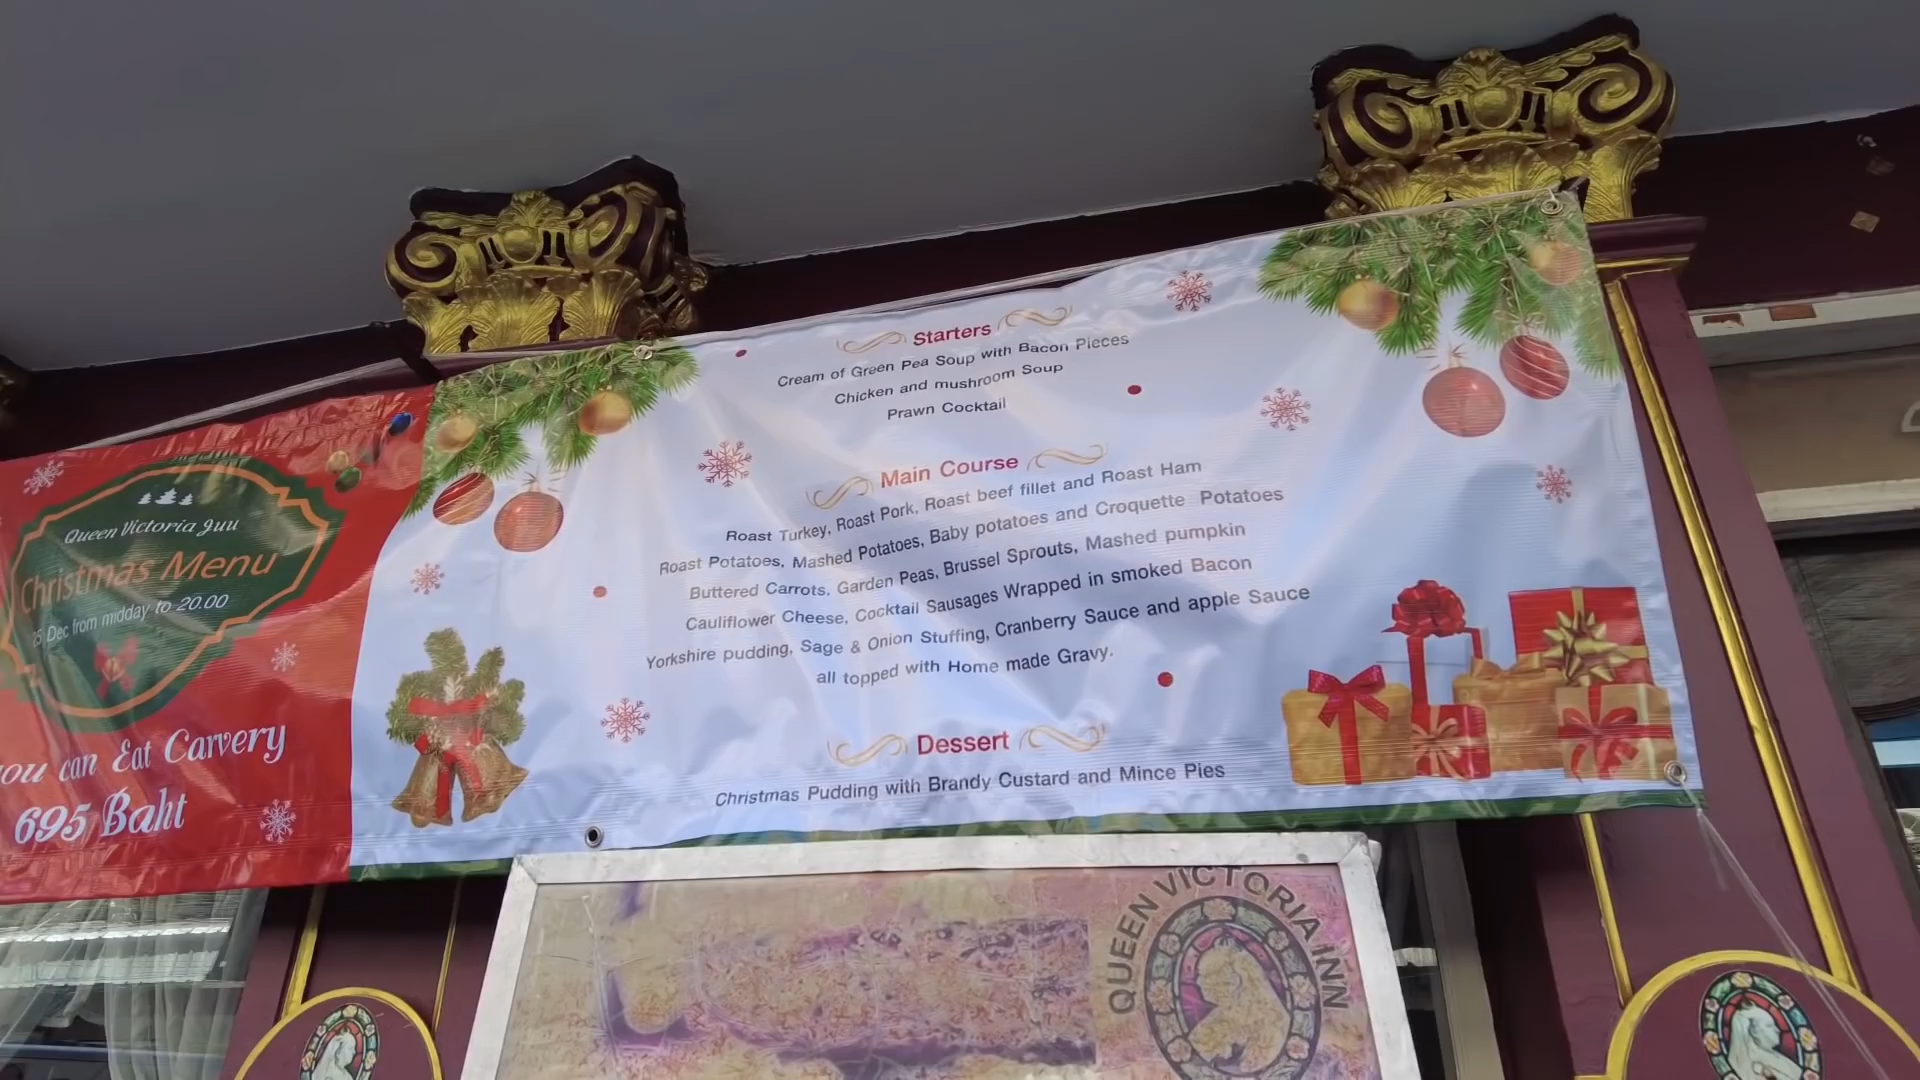 Queen Victoria Inn
Christmas Menu
Dec from midday to 20.00
you can Eat Carvery
695 Baht
Starters
Cream of Green Pea Soup with Bacon Pieces
Chicken and mushroom Soup
Prawn Cocktail
Main Course
Roast Turkey, Roast Pork, Roast beef fillet and Roast Ham
Roast Potatoes, Mashed Potatoes, Baby potatoes and Croquette Potatoes
Buttered Carrots, Garden Peas, Brussel Sprouts, Mashed pumpkin
Cauliflower Cheese, Cocktail Sausages Wrapped in smoked Bacon
Yorkshire pudding, Sage & Onion Stuffing, Cranberry Sauce and apple Sauce
all topped with Home made Gravy.
Dessert
Christmas Pudding with Brandy Custard and Mince Pies
QUEEN VICTORIA INN